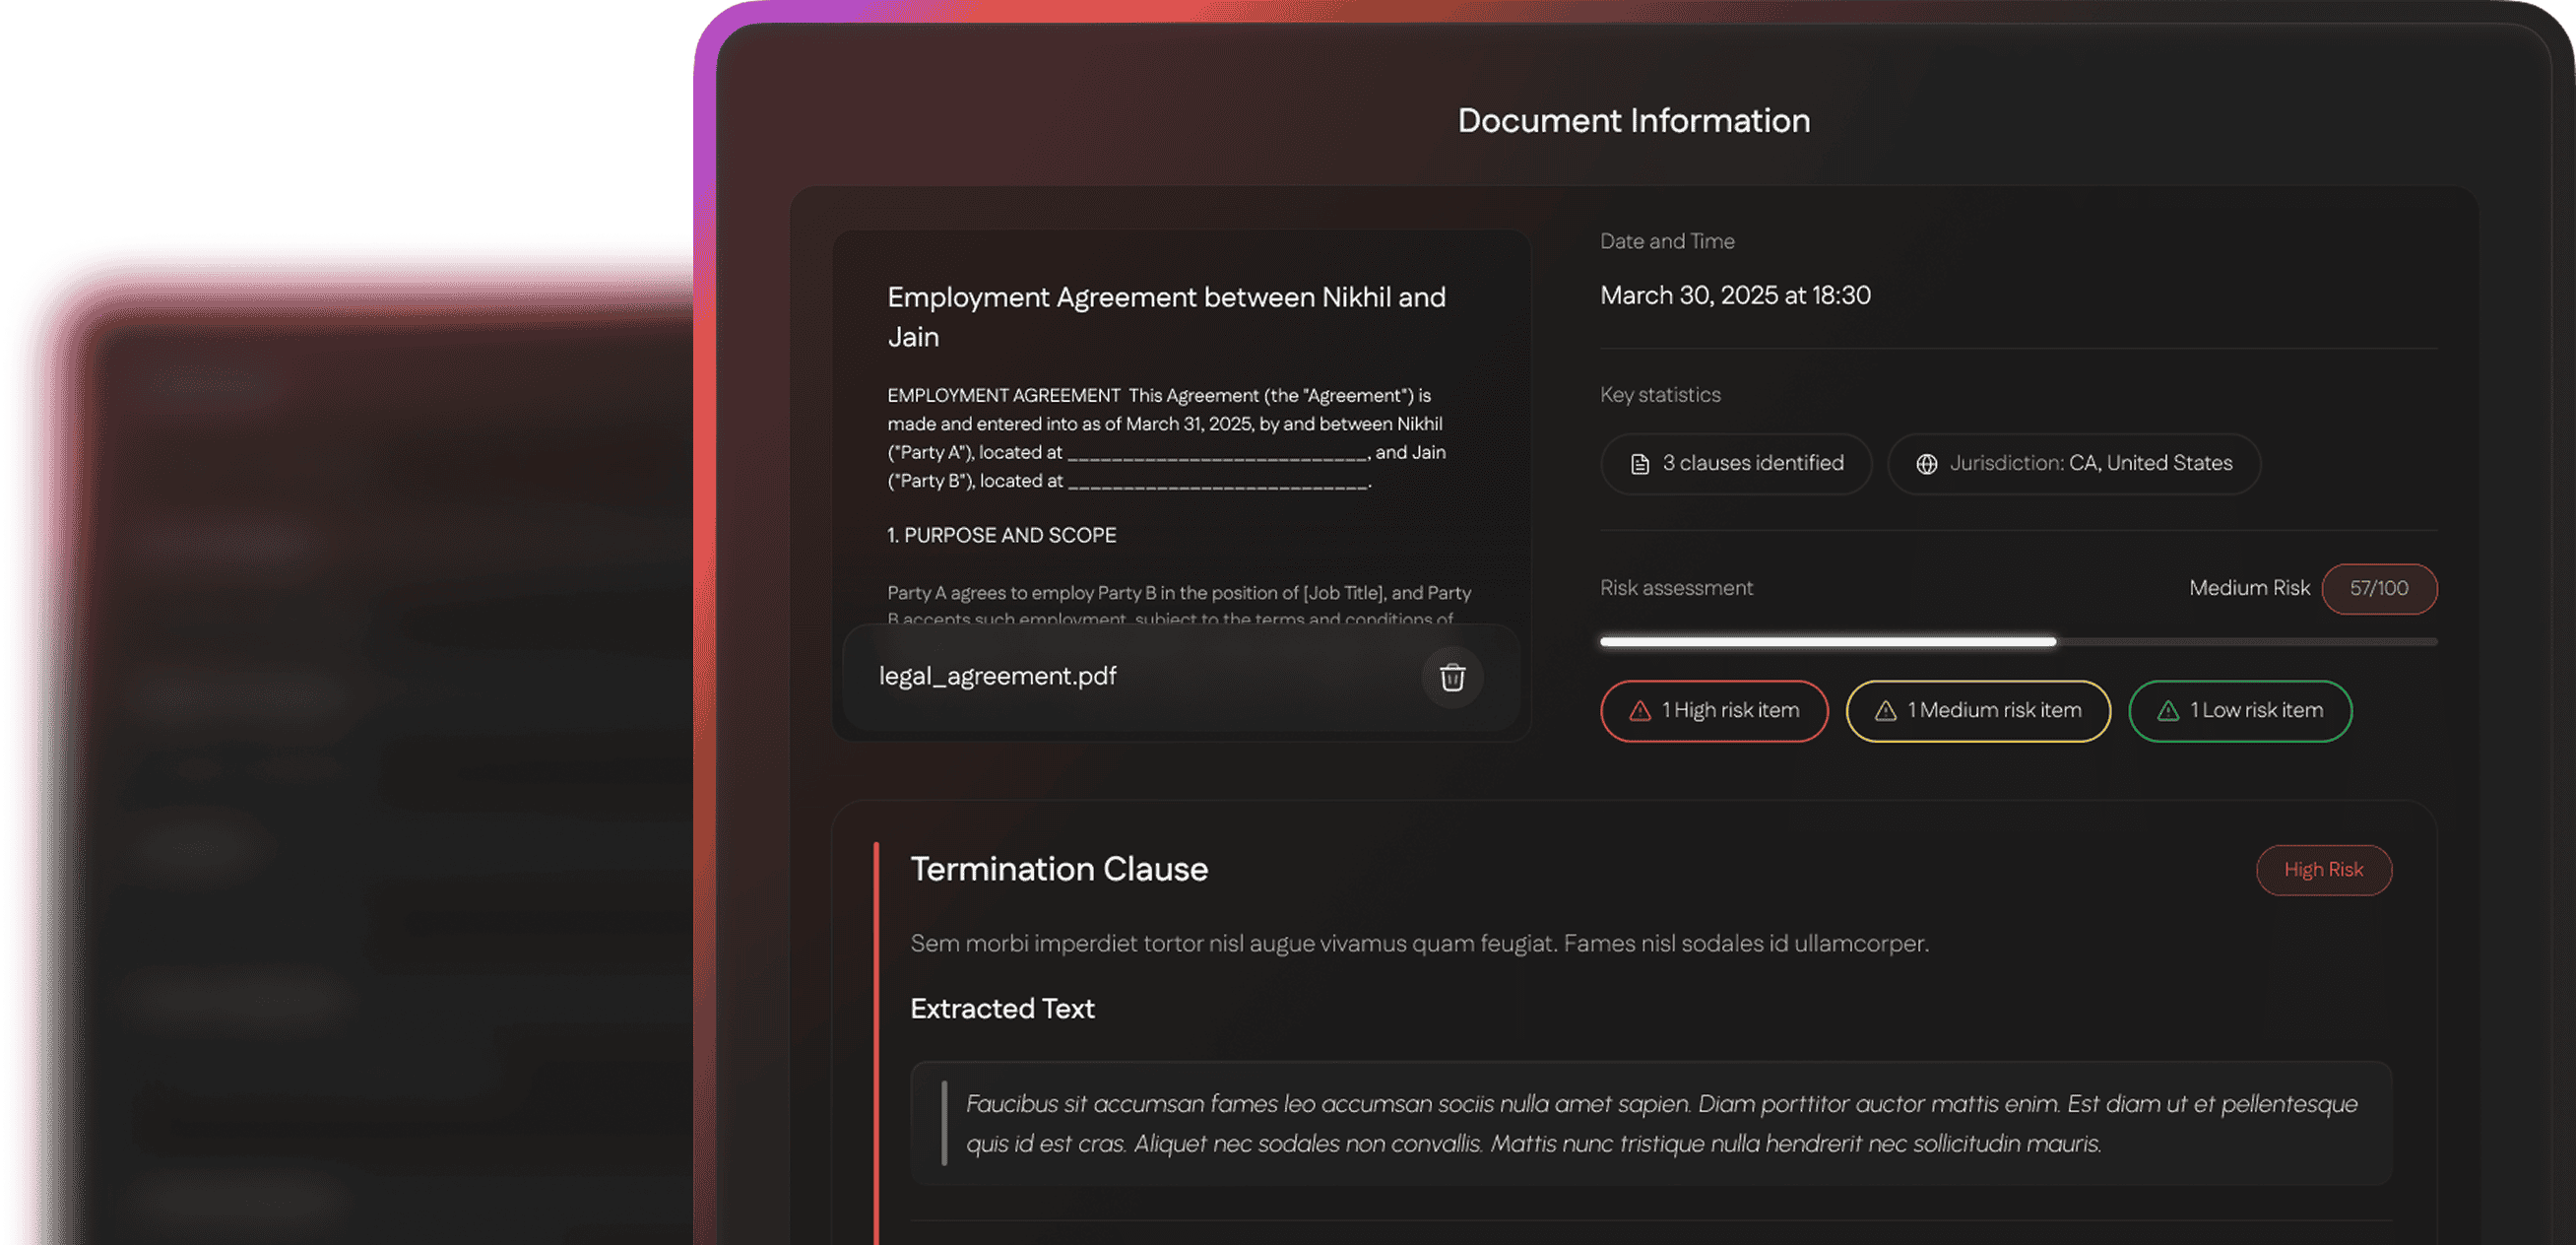 Document Information
Employment Agreement between Nikhil and
Jain
EMPLOYMENT AGREEMENT This Agreement (the "Agreement") is
made and entered into as of March 31, 2025, by and between Nikhil
("Party A"), located at ___________________________, and Jain
("Party B"), located at ___________________________.
1. PURPOSE AND SCOPE
Party A agrees to employ Party B in the position of [Job Title], and Party
B accepts such employment, subject to the terms and conditions of
legal_agreement.pdf
Date and Time
March 30, 2025 at 18:30
Key statistics
3 clauses identified
Jurisdiction: CA, United States
Risk assessment
Medium Risk 57/100
1 High risk item
1 Medium risk item
1 Low risk item
Termination Clause
High Risk
Sem morbi imperdiet tortor nisl augue vivamus quam feugiat. Fames nisl sodales id ullamcorper.
Extracted Text
Faucibus sit accumsan fames leo accumsan sociis nulla amet sapien. Diam porttitor auctor mattis enim. Est diam ut et pellentesque
quis id est cras. Aliquet nec sodales non convallis. Mattis nunc tristique nulla hendrerit nec sollicitudin mauris.